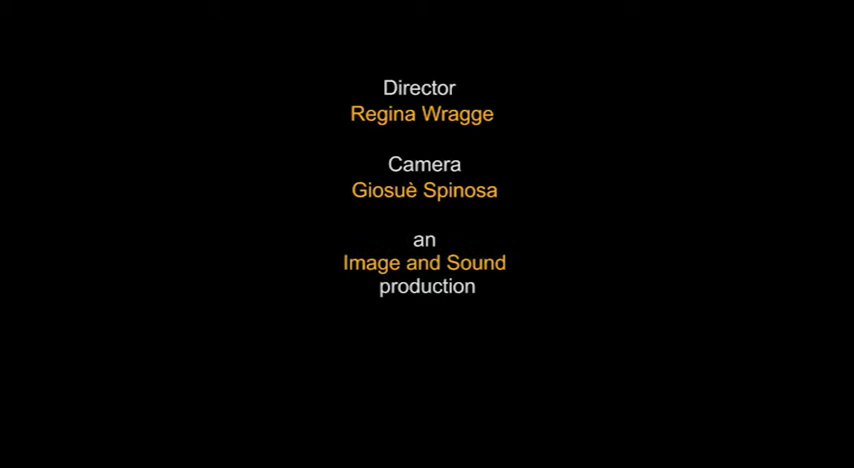 Director
Regina Wragge
Camera
Giosuè Spinosa
an
Image and Sound
production